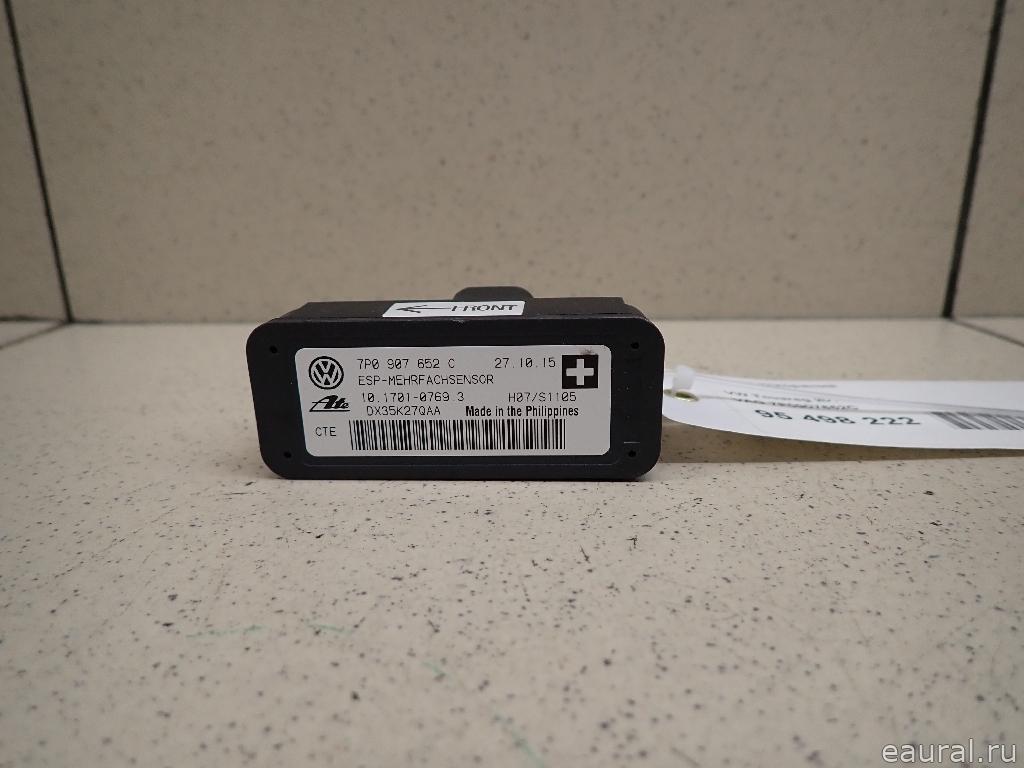 FRONT
7P0 907 652 C 27.10.15
ESP-MEHRFACHSENSOR
Ate 10.1701-0769.3 H07/S1105
DX35K27QAA Made in the Philippines
CTE
95 498 222
eaural.ru